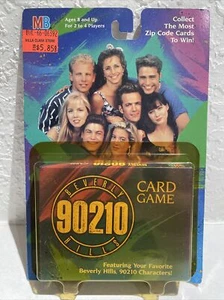 MB
Ages 8 and Up
For 2 to 6 Players
Collect
The Most
Zip Code Cards
To Win!
BEVERLY
90210
HILLS
CARD
GAME
Featuring Your Favorite
Beverly Hills, 90210 Characters!